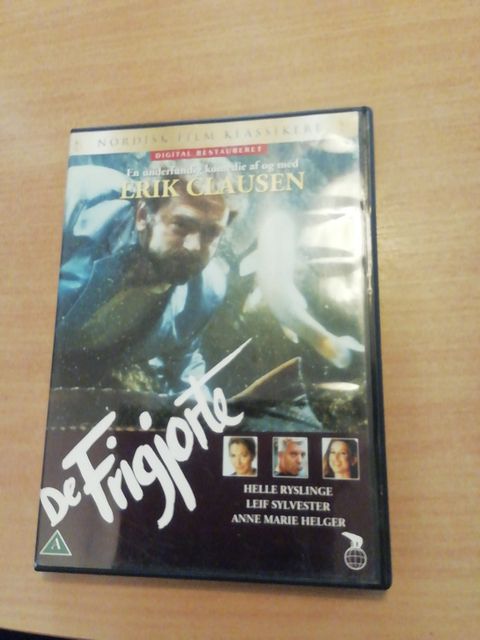 NORDISK FILM KLASSIKERE
DIGITAL RESTAURERET
En underfundig komedie af og med
ERIK CLAUSEN
De Frigjorte
HELLE RYSLINGE
LEIF SYLVESTER
ANNE MARIE HELGER
A